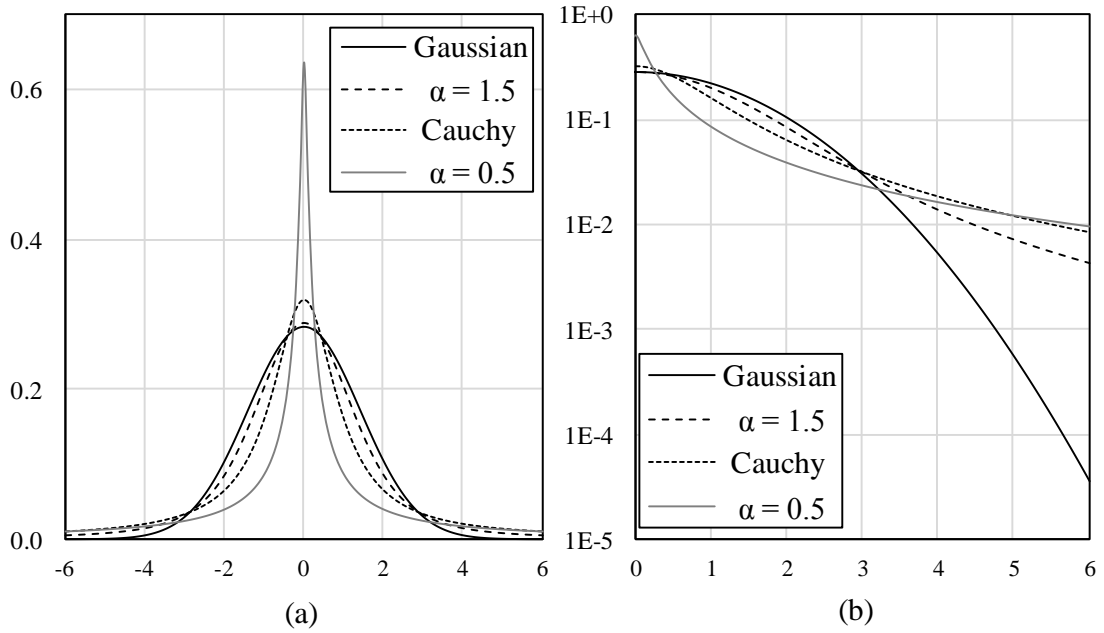 0.6
0.4
0.2
0.0
-6
-4
-2
0
2
4
6
Gaussian
α = 1.5
Cauchy
α = 0.5
(a)
1E+0
1E-1
1E-2
1E-3
1E-4
1E-5
0
1
2
3
4
5
6
Gaussian
α = 1.5
Cauchy
α = 0.5
(b)